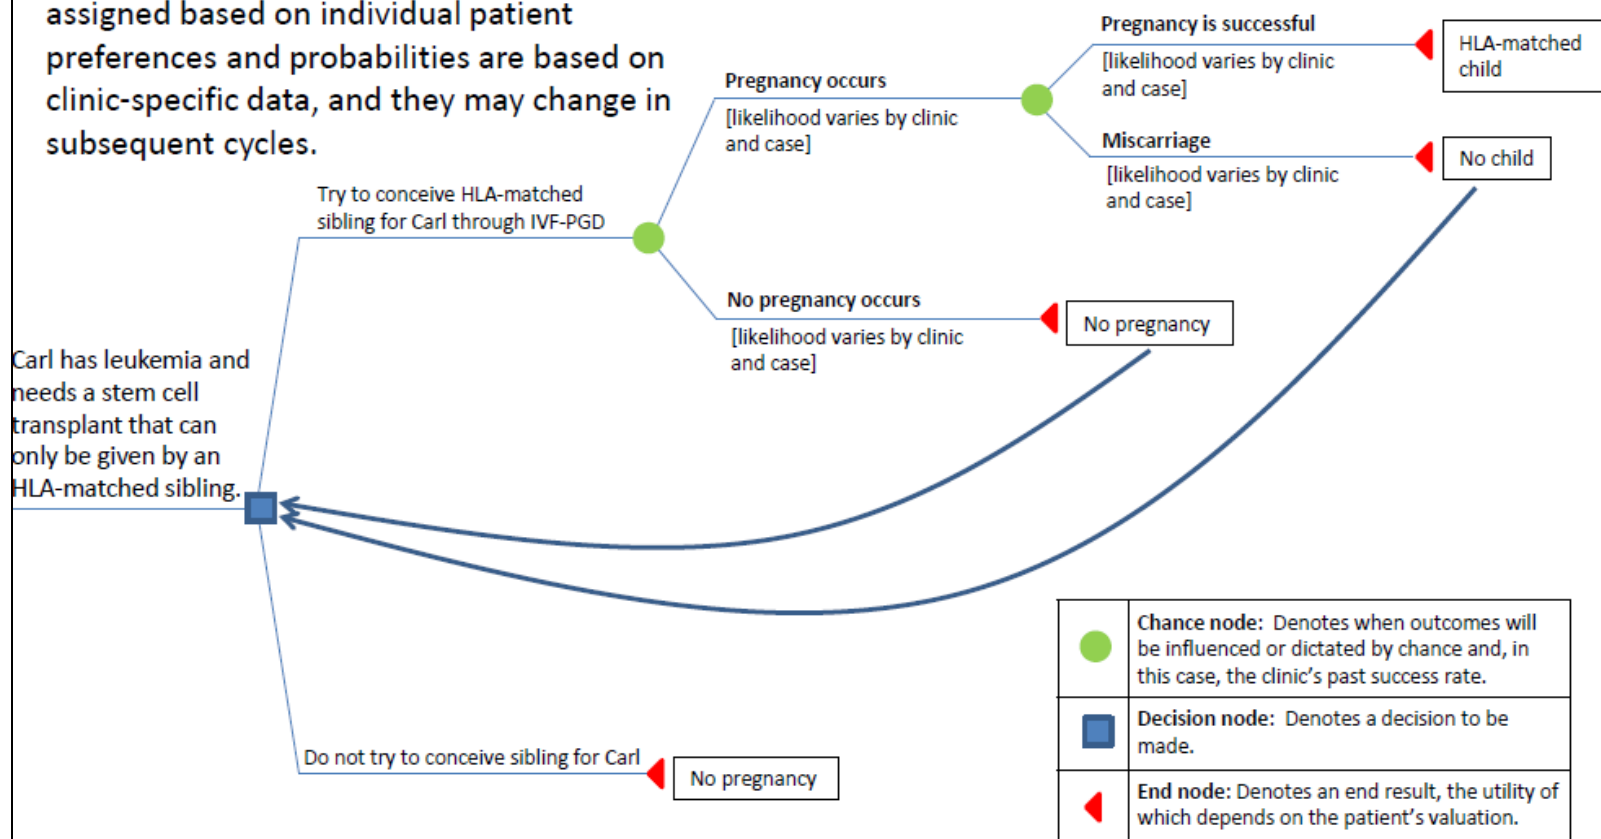 assigned based on individual patient
preferences and probabilities are based on
clinic-specific data, and they may change in
subsequent cycles.
Pregnancy is successful
[likelihood varies by clinic
and case]
HLA-matched
child
Pregnancy occurs
[likelihood varies by clinic
and case]
Miscarriage
[likelihood varies by clinic
and case]
No child
Try to conceive HLA-matched
sibling for Carl through IVF-PGD
No pregnancy occurs
[likelihood varies by clinic
and case]
No pregnancy
Carl has leukemia and
needs a stem cell
transplant that can
only be given by an
HLA-matched sibling.
Do not try to conceive sibling for Carl
No pregnancy
Chance node: Denotes when outcomes will
be influenced or dictated by chance and, in
this case, the clinic's past success rate.
Decision node: Denotes a decision to be
made.
End node: Denotes an end result, the utility of
which depends on the patient's valuation.